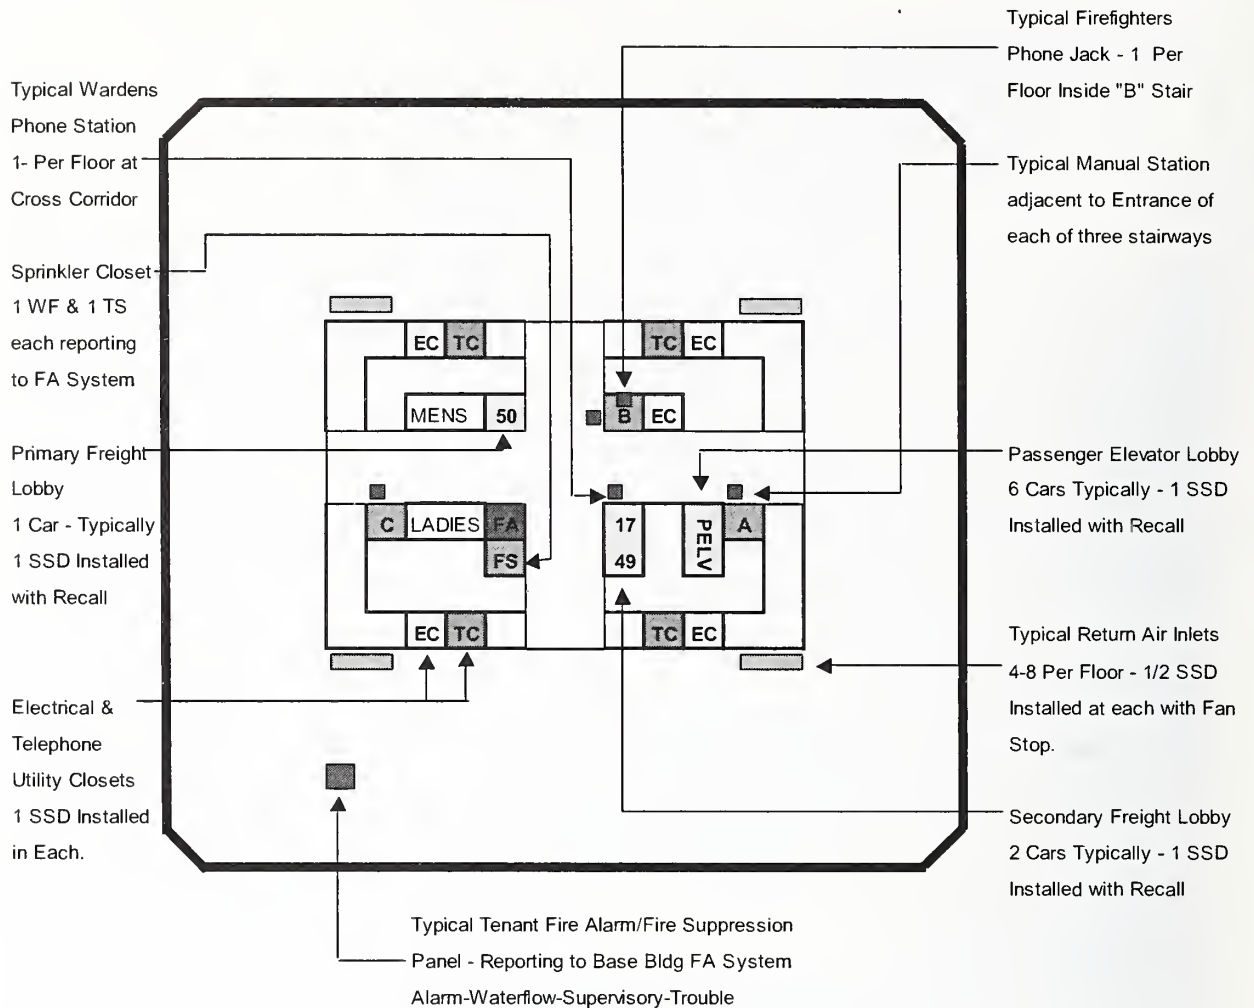 Typical Firefighters
Phone Jack - 1 Per
Floor Inside "B" Stair
Typical Wardens
Phone Station
1- Per Floor at
Cross Corridor
Typical Manual Station
adjacent to Entrance of
each of three stairways
Sprinkler Closet
1 WF & 1 TS
each reporting
to FA System
EC TC
TC EC
MENS 50
B EC
Primary Freight
Lobby
1 Car - Typically
1 SSD Installed
with Recall
Passenger Elevator Lobby
6 Cars Typically - 1 SSD
Installed with Recall
C LADIES FA
FS
17
49
PELV
A
EC TC
TC EC
Typical Return Air Inlets
4-8 Per Floor - 1/2 SSD
Installed at each with Fan
Stop.
Electrical &
Telephone
Utility Closets
1 SSD Installed
in Each.
Secondary Freight Lobby
2 Cars Typically - 1 SSD
Installed with Recall
Typical Tenant Fire Alarm/Fire Suppression
Panel - Reporting to Base Bldg FA System
Alarm-Waterflow-Supervisory-Trouble